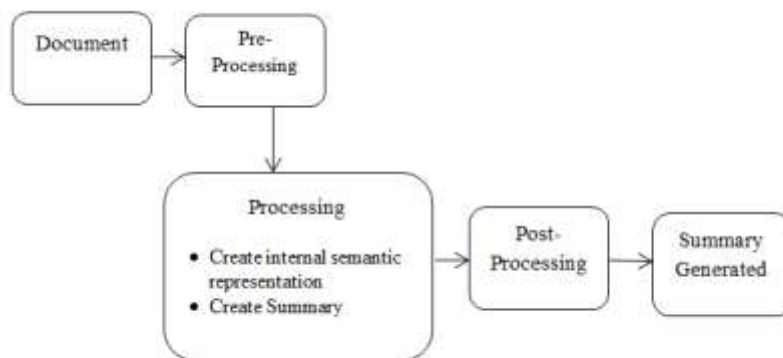 Document
Pre-
Processing
Processing
• Create internal semantic
representation
• Create Summary
Post-
Processing
Summary
Generated